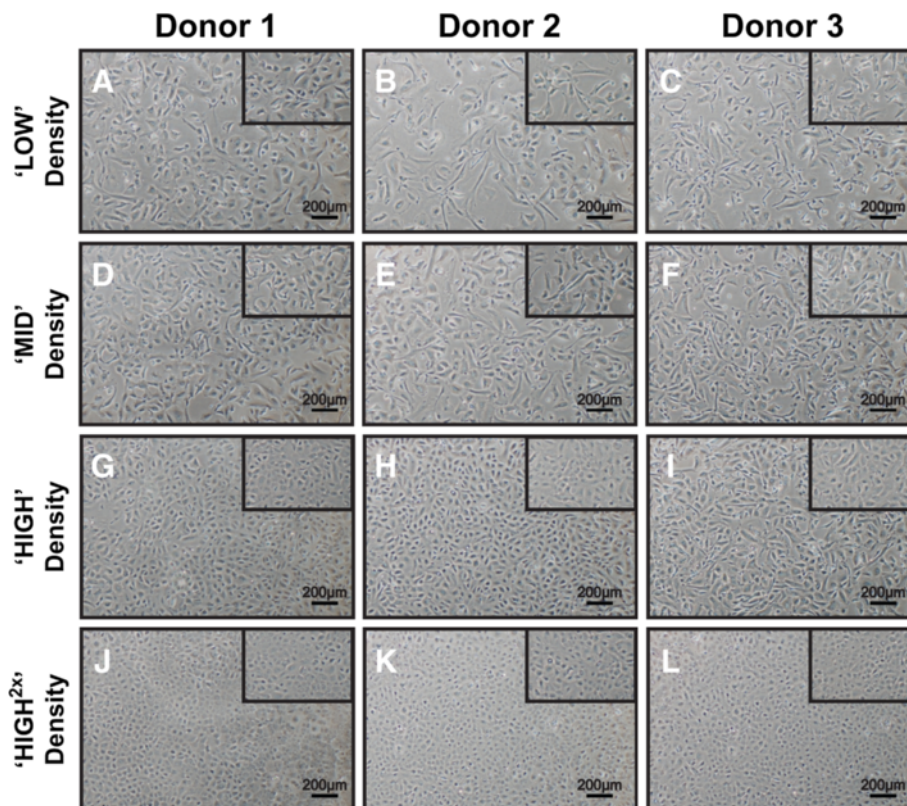 Donor 1 Donor 2 Donor 3
'LOW' Density
A 200µm
B 200µm
C 200µm
'MID' Density
D 200µm
E 200µm
F 200µm
'HIGH' Density
G 200µm
H 200µm
I 200µm
'HIGH²ˣ' Density
J 200µm
K 200µm
L 200µm